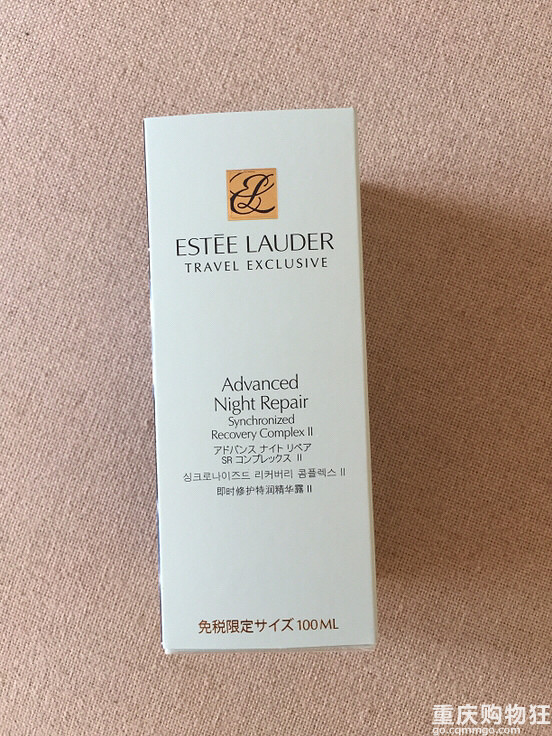 EL
ESTĒE LAUDER
TRAVEL EXCLUSIVE
Advanced
Night Repair
Synchronized
Recovery Complex II
アドバンス ナイト リペア
SR コンプレックス II
싱크로나이즈드 리커버리 콤플렉스 II
即时修护特润精华露 II
免税限定サイズ 100 ML
重庆购物狂
go.cqmmgo.com